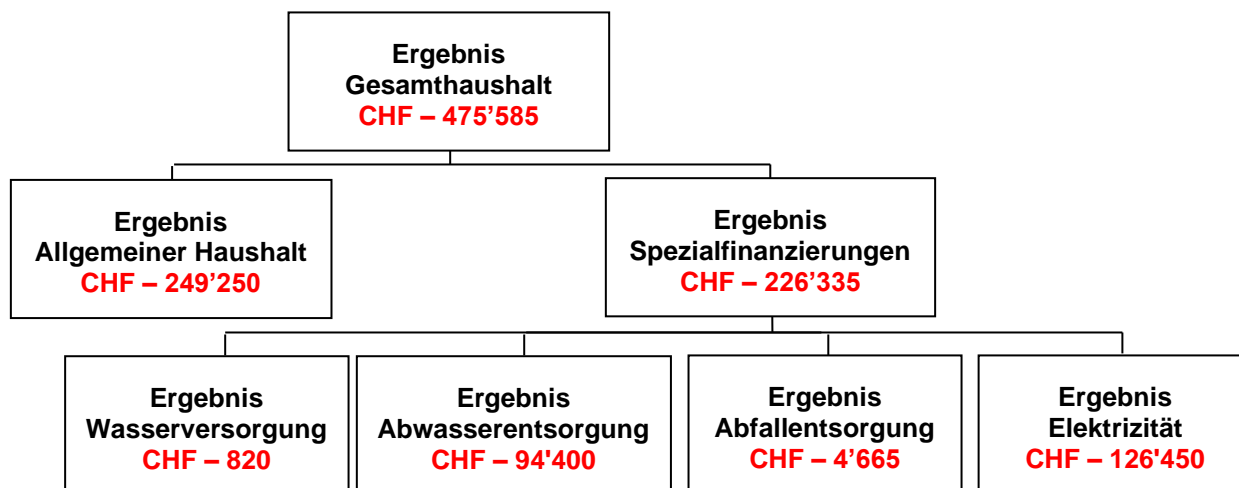 Ergebnis
Gesamthaushalt
CHF – 475’585
Ergebnis
Allgemeiner Haushalt
CHF – 249’250
Ergebnis
Spezialfinanzierungen
CHF – 226’335
Ergebnis
Wasserversorgung
CHF – 820
Ergebnis
Abwasserentsorgung
CHF – 94'400
Ergebnis
Abfallentsorgung
CHF – 4’665
Ergebnis
Elektrizität
CHF – 126'450